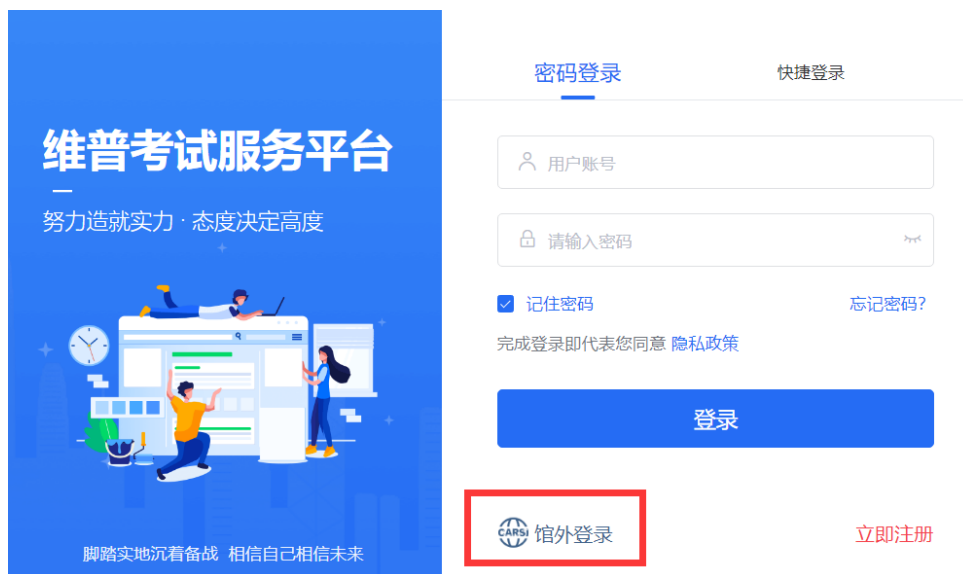 维普考试服务平台
努力造就实力·态度决定高度
脚踏实地沉着备战 相信自己相信未来
密码登录
快捷登录
用户账号
请输入密码
记住密码
忘记密码?
完成登录即代表您同意 隐私政策
登录
CARSI 馆外登录
立即注册